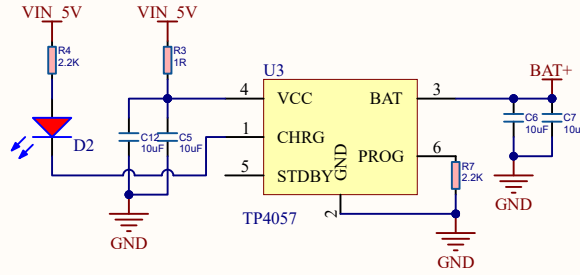 VIN_5V
VIN_5V
R4
2.2K
R3
1R
U3
BAT+
4
VCC
BAT
3
D2
C12
10uF
C5
10uF
1
CHRG
C6
10uF
C7
10uF
GND
PROG
6
5
STDBY
R7
2.2K
2
TP4057
GND
GND
GND